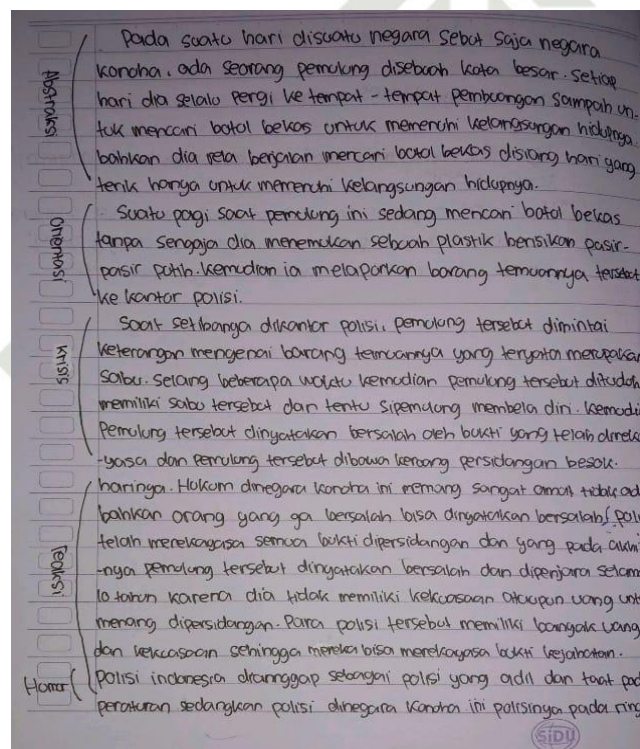 Pada suatu hari disuatu negara sebut saja negara
konoha. ada seorang pemulung disebuah kota besar. setiap
hari dia selalu pergi ke tempat-tempat pembuangan sampah un-
tuk mencari botol bekas untuk memenuhi kelangsungan hidupnya.
bahkan dia rela berjalan mencari botol bekas disiang hari yang
terik hanya untuk memenuhi kelangsungan hidupnya.
Abstraksi
Suatu pagi saat pemulung ini sedang mencari botol bekas
tanpa sengaja dia menemukan sebuah plastik berisikan pasir-
pasir putih. kemudian ia melaporkan barang temuannya tersebut
ke kantor polisi.
Orientasi
Saat setibanya dikantor polisi, pemulung tersebut dimintai
keterangan mengenai barang temuannya yang teryata merupakan
sabu. Selang beberapa waktu kemudian pemulung tersebut dituduh
memiliki sabu tersebut dan tentu sipemulung membela diri. kemudi
Pemulung tersebut dinyatakan bersalah oleh bukti yang telah direka
-yasa dan pemulung tersebut dibawa keruang persidangan besok.
Krisis
harinya. Hukum dinegara konoha ini memang sangat amat tidak ad
bahkan orang yang ga bersalah bisa dinyatakan bersalah. pol
telah merekayasa semua bukti dipersidangan dan yang pada akhi
-nya pemulung tersebut dinyatakan bersalah dan dipenjara selam
10 tahun karena dia tidak memiliki kekuasaan ataupun uang unt
menang dipersidangan. Para polisi tersebut memiliki banyak uang
dan kekuasaan sehingga mereka bisa merekayasa bukti kejahatan.
Reaksi
polisi indonesia dianggap sebagai polisi yang adil dan taat pad
peraturan sedangkan polisi dinegara konoha ini polisinya pada ring
SIDU